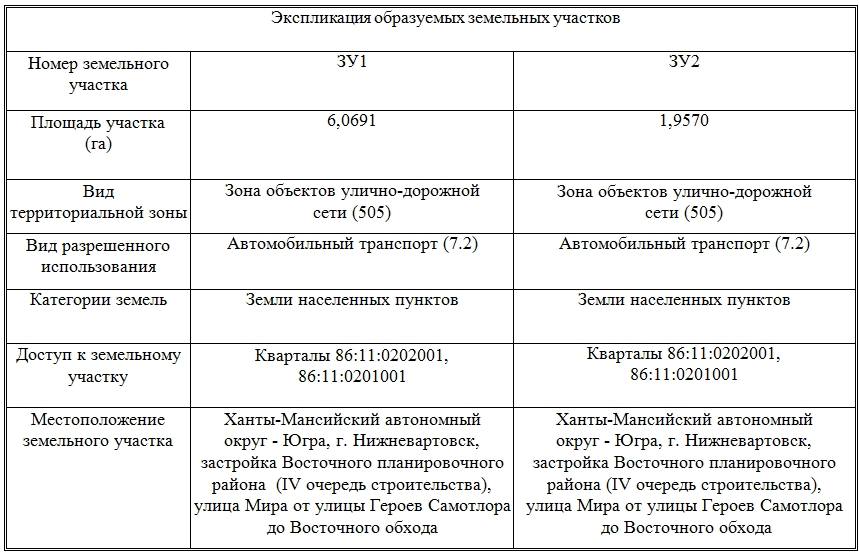 Экспликация образуемых земельных участков
Номер земельного
участка
ЗУ1
ЗУ2
Площадь участка
(га)
6,0691
1,9570
Вид
территориальной зоны
Зона объектов улично-дорожной
сети (505)
Зона объектов улично-дорожной
сети (505)
Вид разрешенного
использования
Автомобильный транспорт (7.2)
Автомобильный транспорт (7.2)
Категории земель
Земли населенных пунктов
Земли населенных пунктов
Доступ к земельному
участку
Кварталы 86:11:0202001,
86:11:0201001
Кварталы 86:11:0202001,
86:11:0201001
Местоположение
земельного участка
Ханты-Мансийский автономный
округ - Югра, г. Нижневартовск,
застройка Восточного планировочного
района (IV очередь строительства),
улица Мира от улицы Героев Самотлора
до Восточного обхода
Ханты-Мансийский автономный
округ - Югра, г. Нижневартовск,
застройка Восточного планировочного
района (IV очередь строительства),
улица Мира от улицы Героев Самотлора
до Восточного обхода